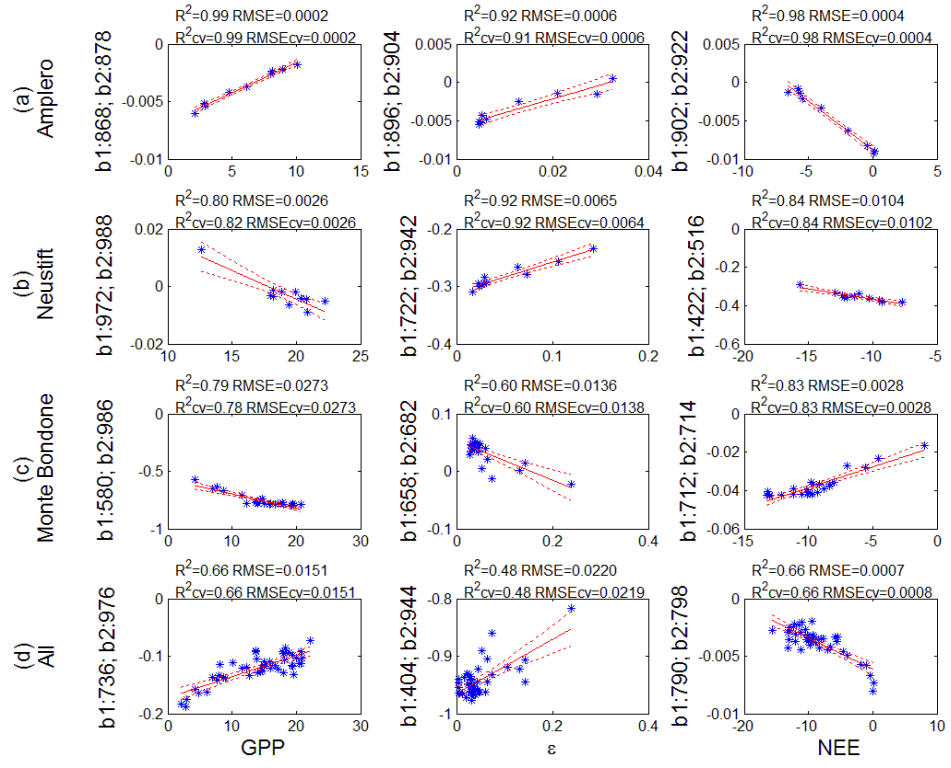 R²=0.99 RMSE=0.0002
R²cv=0.99 RMSEcv=0.0002
R²=0.92 RMSE=0.0006
R²cv=0.91 RMSEcv=0.0006
R²=0.98 RMSE=0.0004
R²cv=0.98 RMSEcv=0.0004
(a)
Amplero
b1:868; b2:878
0
-0.005
-0.01
0 5 10 15
b1:896; b2:904
0.005
0
-0.005
-0.01
0 0.02 0.04
b1:902; b2:922
0.005
0
-0.005
-0.01
-10 -5 0 5
R²=0.80 RMSE=0.0026
R²cv=0.82 RMSEcv=0.0026
R²=0.92 RMSE=0.0065
R²cv=0.92 RMSEcv=0.0064
R²=0.84 RMSE=0.0104
R²cv=0.84 RMSEcv=0.0102
(b)
Neustift
b1:972; b2:988
0.02
0
-0.02
10 15 20 25
b1:722; b2:942
-0.2
-0.3
-0.4
0 0.1 0.2
b1:422; b2:516
0
-0.2
-0.4
-0.6
-20 -15 -10 -5
R²=0.79 RMSE=0.0273
R²cv=0.78 RMSEcv=0.0273
R²=0.60 RMSE=0.0136
R²cv=0.60 RMSEcv=0.0138
R²=0.83 RMSE=0.0028
R²cv=0.83 RMSEcv=0.0028
(c)
Monte Bondone
b1:580; b2:986
0
-0.5
-1
0 10 20 30
b1:658; b2:682
0.1
0
-0.1
0 0.2 0.4
b1:712; b2:714
0
-0.02
-0.04
-0.06
-15 -10 -5 0
R²=0.66 RMSE=0.0151
R²cv=0.66 RMSEcv=0.0151
R²=0.48 RMSE=0.0220
R²cv=0.48 RMSEcv=0.0219
R²=0.66 RMSE=0.0007
R²cv=0.66 RMSEcv=0.0008
(d)
All
b1:736; b2:976
0
-0.1
-0.2
0 10 20 30
GPP
b1:404; b2:944
-0.8
-0.9
-1
0 0.2 0.4
ε
b1:790; b2:798
0
-0.005
-0.01
-20 -10 0 10
NEE